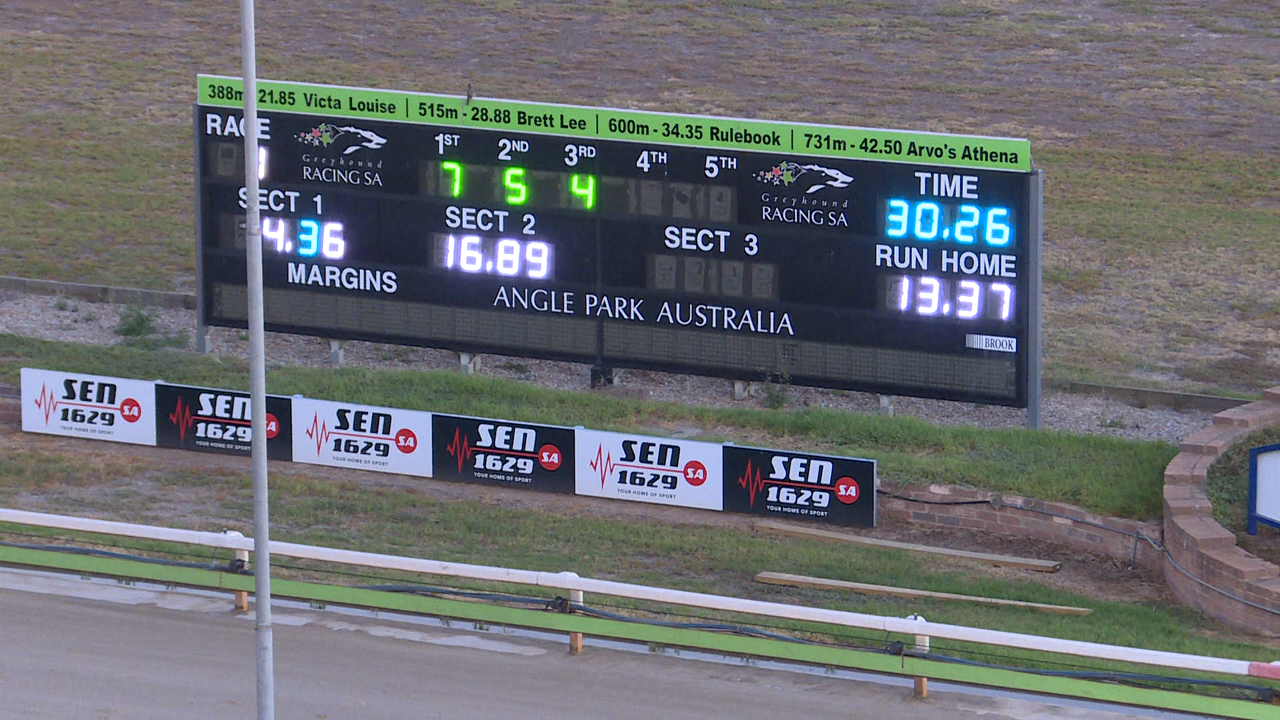 388m 21.85 Victa Louise | 515m - 28.88 Brett Lee | 600m - 34.35 Rulebook | 731m - 42.50 Arvo's Athena
RACE
1ST 2ND 3RD 4TH 5TH
7 5 4
Greyhound
RACING SA
Greyhound
RACING SA
TIME
30.26
SECT 1
4.36
SECT 2
16.89
SECT 3
RUN HOME
13.37
MARGINS
ANGLE PARK AUSTRALIA
BROOK
SEN
1629 SA
YOUR HOME OF SPORT
SEN
1629 SA
YOUR HOME OF SPORT
SEN
1629 SA
YOUR HOME OF SPORT
SEN
1629 SA
YOUR HOME OF SPORT
SEN
1629 SA
YOUR HOME OF SPORT
SEN
1629 SA
YOUR HOME OF SPORT